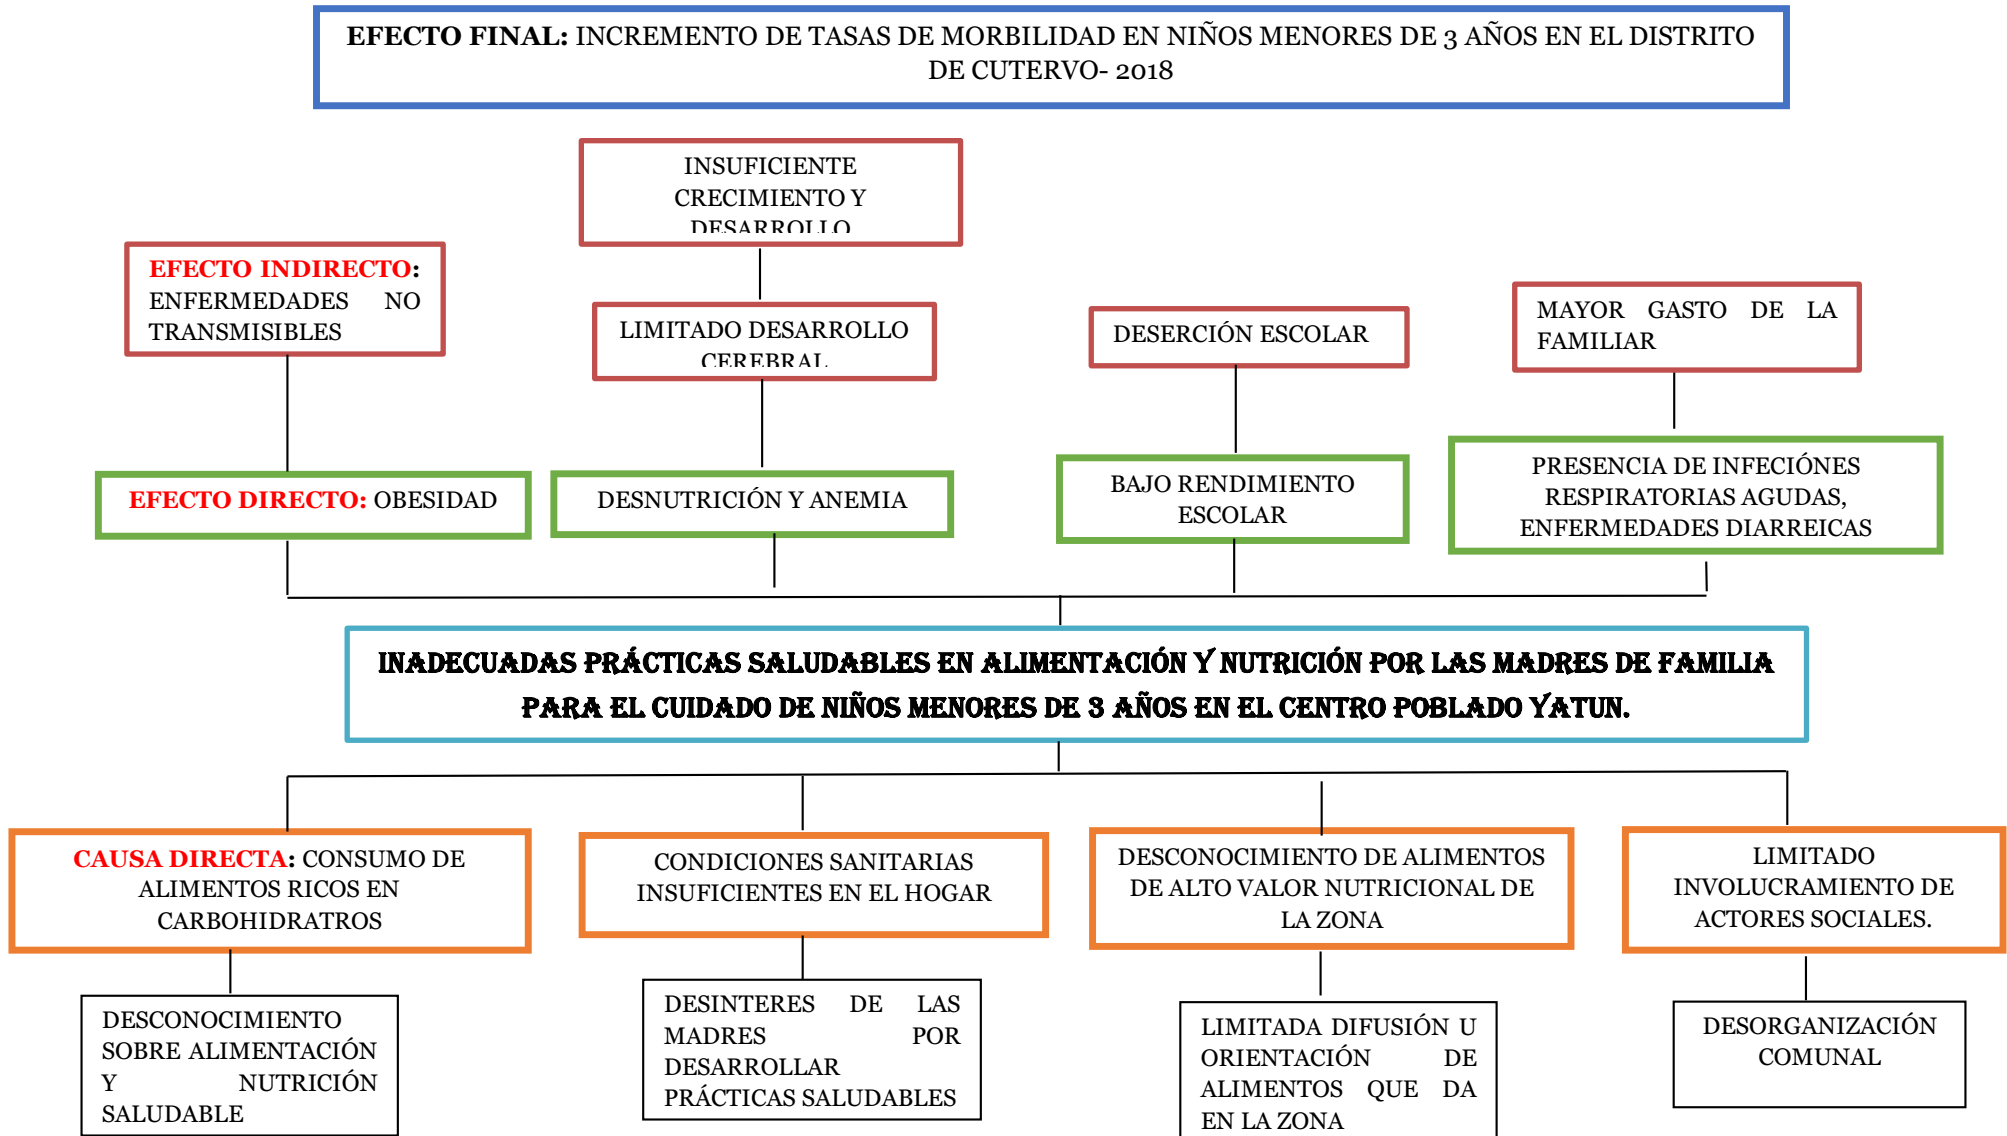 EFECTO FINAL: INCREMENTO DE TASAS DE MORBILIDAD EN NIÑOS MENORES DE 3 AÑOS EN EL DISTRITO
DE CUTERVO- 2018
INSUFICIENTE
CRECIMIENTO Y
DESARROLLO
EFECTO INDIRECTO:
ENFERMEDADES NO
TRANSMISIBLES
LIMITADO DESARROLLO
CEREBRAL
DESERCIÓN ESCOLAR
MAYOR GASTO DE LA
FAMILIAR
EFECTO DIRECTO: OBESIDAD
DESNUTRICIÓN Y ANEMIA
BAJO RENDIMIENTO
ESCOLAR
PRESENCIA DE INFECIÓNES
RESPIRATORIAS AGUDAS,
ENFERMEDADES DIARREICAS
INADECUADAS PRÁCTICAS SALUDABLES EN ALIMENTACIÓN Y NUTRICIÓN POR LAS MADRES DE FAMILIA
PARA EL CUIDADO DE NIÑOS MENORES DE 3 AÑOS EN EL CENTRO POBLADO YATUN.
CAUSA DIRECTA: CONSUMO DE
ALIMENTOS RICOS EN
CARBOHIDRATROS
CONDICIONES SANITARIAS
INSUFICIENTES EN EL HOGAR
DESCONOCIMIENTO DE ALIMENTOS
DE ALTO VALOR NUTRICIONAL DE
LA ZONA
LIMITADO
INVOLUCRAMIENTO DE
ACTORES SOCIALES.
DESCONOCIMIENTO
SOBRE ALIMENTACIÓN
Y NUTRICIÓN
SALUDABLE
DESINTERES DE LAS
MADRES POR
DESARROLLAR
PRÁCTICAS SALUDABLES
LIMITADA DIFUSIÓN U
ORIENTACIÓN DE
ALIMENTOS QUE DA
EN LA ZONA
DESORGANIZACIÓN
COMUNAL